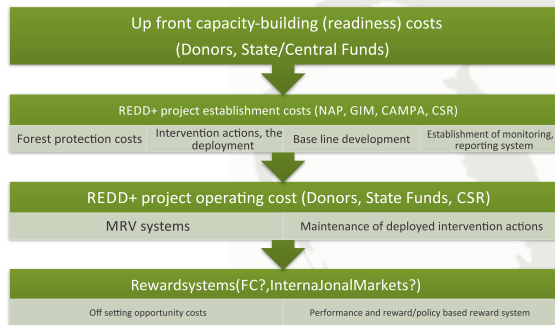 Up front capacity-building (readiness) costs
(Donors, State/Central Funds)
REDD+ project establishment costs (NAP, GIM, CAMPA, CSR)
Forest protection costs
Intervention actions, the
deployment
Base line development
Establishment of monitoring,
reporting system
REDD+ project operating cost (Donors, State Funds, CSR)
MRV systems
Maintenance of deployed intervention actions
Rewardsystems(FC?,InternaJonalMarkets?)
Off setting opportunity costs
Performance and reward/policy based reward system